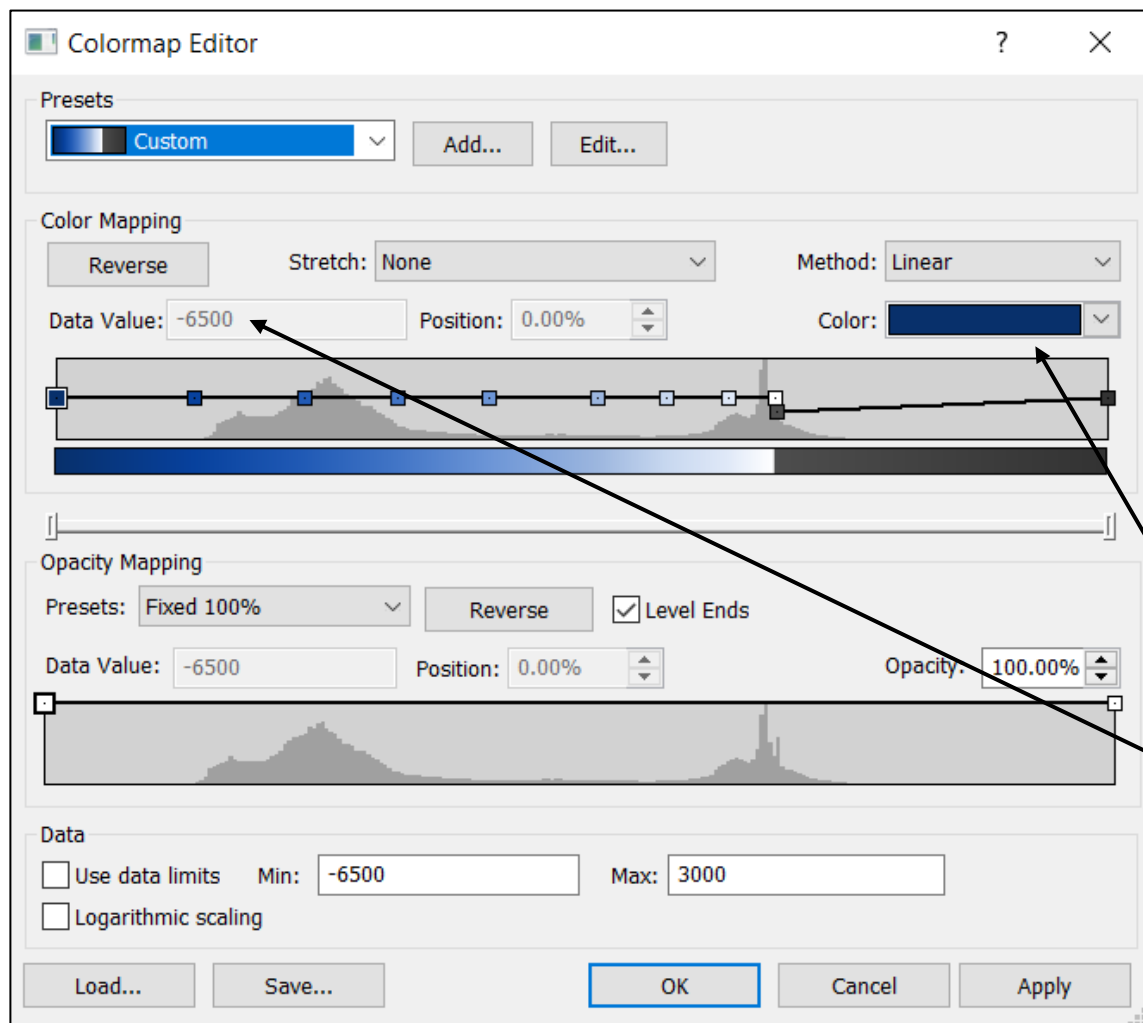 Colormap Editor ?
Presets
Custom Add... Edit...
Color Mapping
Reverse Stretch: None Method: Linear
Data Value: -6500 Position: 0.00% Color:
Opacity Mapping
Presets: Fixed 100% Reverse Level Ends
Data Value: -6500 Position: 0.00% Opacity: 100.00%
Data
Use data limits Min: -6500 Max: 3000
Logarithmic scaling
Load... Save... OK Cancel Apply